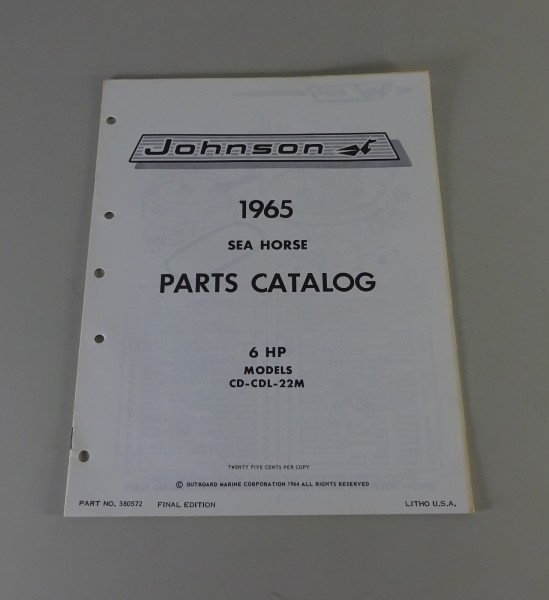 Johnson
1965
SEA HORSE
PARTS CATALOG
6 HP
MODELS
CD-CDL-22M
TWENTY FIVE CENTS PER COPY
© OUTBOARD MARINE CORPORATION 1964 ALL RIGHTS RESERVED
PART NO. 380572 FINAL EDITION LITHO U.S.A.